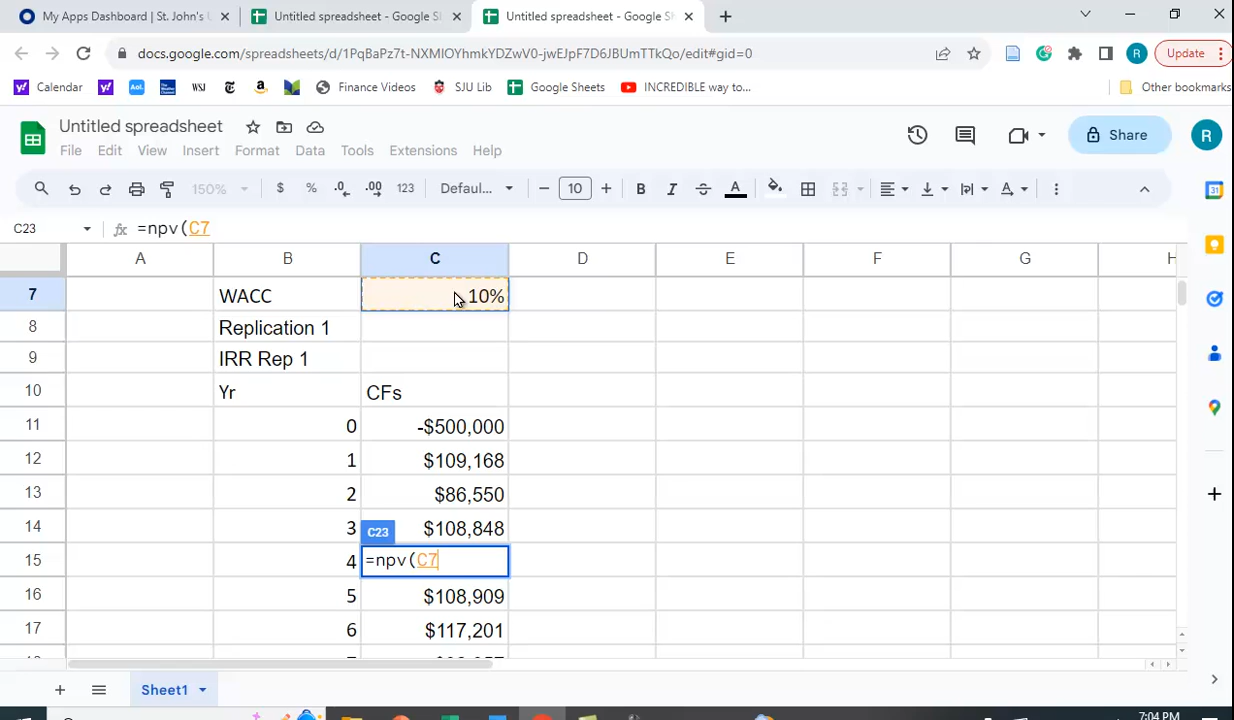 My Apps Dashboard | St. John's
Untitled spreadsheet - Google
Untitled spreadsheet - Google
docs.google.com/spreadsheets/d/1PqBaPz7t-NXMIOYhmkYDZwV0-jwEJpF7D6JBUmTTkQo/edit#gid=0
R
Update
Calendar
Aol.
WSJ
Finance Videos
SJU Lib
Google Sheets
INCREDIBLE way to...
Other bookmarks
Untitled spreadsheet
Share
R
File Edit View Insert Format Data Tools Extensions Help
150% $ % .0 .00 123 Defaul... 10 B I S A
C23 fx =npv(C7
A B C D E F G H
7 WACC 10%
8 Replication 1
9 IRR Rep 1
10 Yr CFs
11 0 -$500,000
12 1 $109,168
13 2 $86,550
14 3 $108,848
C23
15 4 =npv(C7
16 5 $108,909
17 6 $117,201
Sheet1
7:04 PM